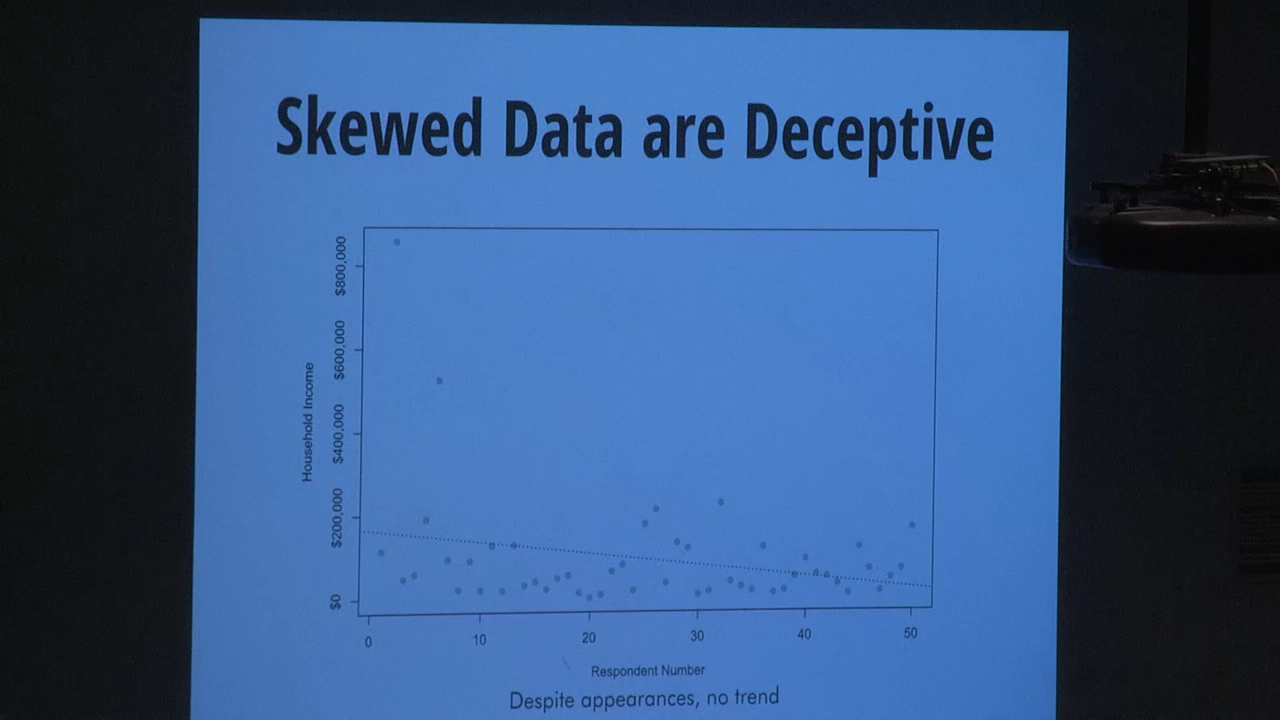 Skewed Data are Deceptive
$800,000
$600,000
$400,000
$200,000
$0
Household Income
0 10 20 30 40 50
Respondent Number
Despite appearances, no trend